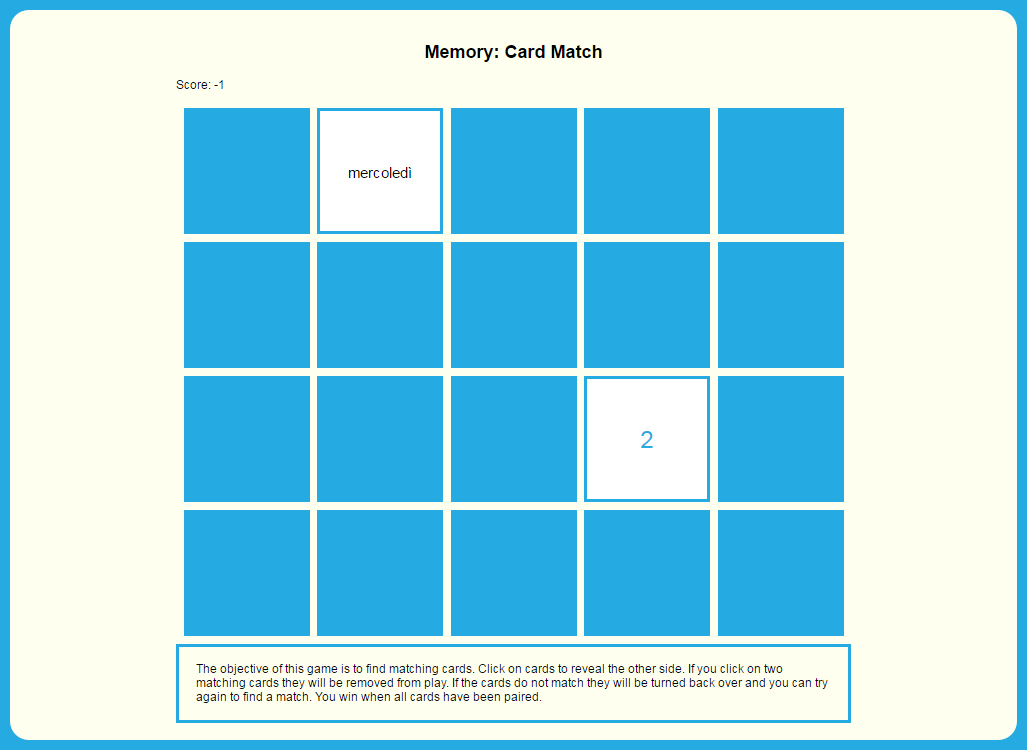 Memory: Card Match
Score: -1
mercoledì
2
The objective of this game is to find matching cards. Click on cards to reveal the other side. If you click on two
matching cards they will be removed from play. If the cards do not match they will be turned back over and you can try
again to find a match. You win when all cards have been paired.